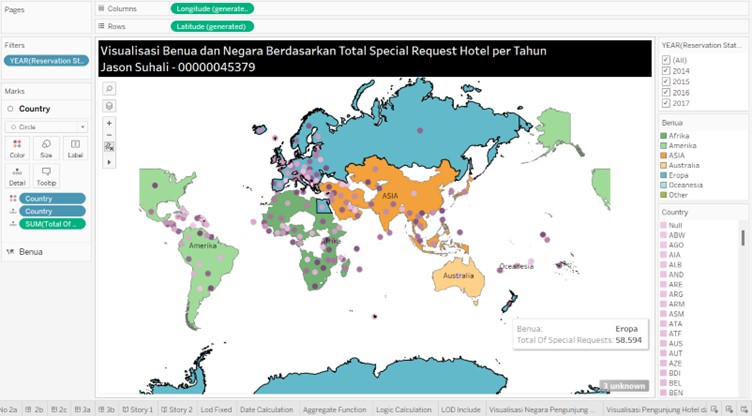 Pages
Columns
Longitude (generate..
Rows
Latitude (generated)
Filters
YEAR(Reservation St..
Marks
Country
Circle
Color
Size
Label
Detail
Tooltip
Country
Country
SUM(Total Of ..
Benua
Visualisasi Benua dan Negara Berdasarkan Total Special Request Hotel per Tahun
Jason Suhali - 00000045379
ASIA
Amerika
Afrika
Australia
Oceanesia
Benua: Eropa
Total Of Special Requests: 58.594
3 unknown
YEAR(Reservation Stat..
(All)
2014
2015
2016
2017
Benua
Afrika
Amerika
ASIA
Australia
Eropa
Oceanesia
Other
Country
Null
ABW
AGO
AIA
ALB
AND
ARE
ARG
ARM
ASM
ATA
ATF
AUS
AUT
AZE
BDI
BEL
BEN
No 2a
2b
2c
3a
3b
Story 1
Story 2
Lod Fixed
Date Calculation
Aggregate Function
Logic Calculation
LOD Include
Visualisasi Negara Pengunjung ...
Visualisasi Pengunjung Hotel d